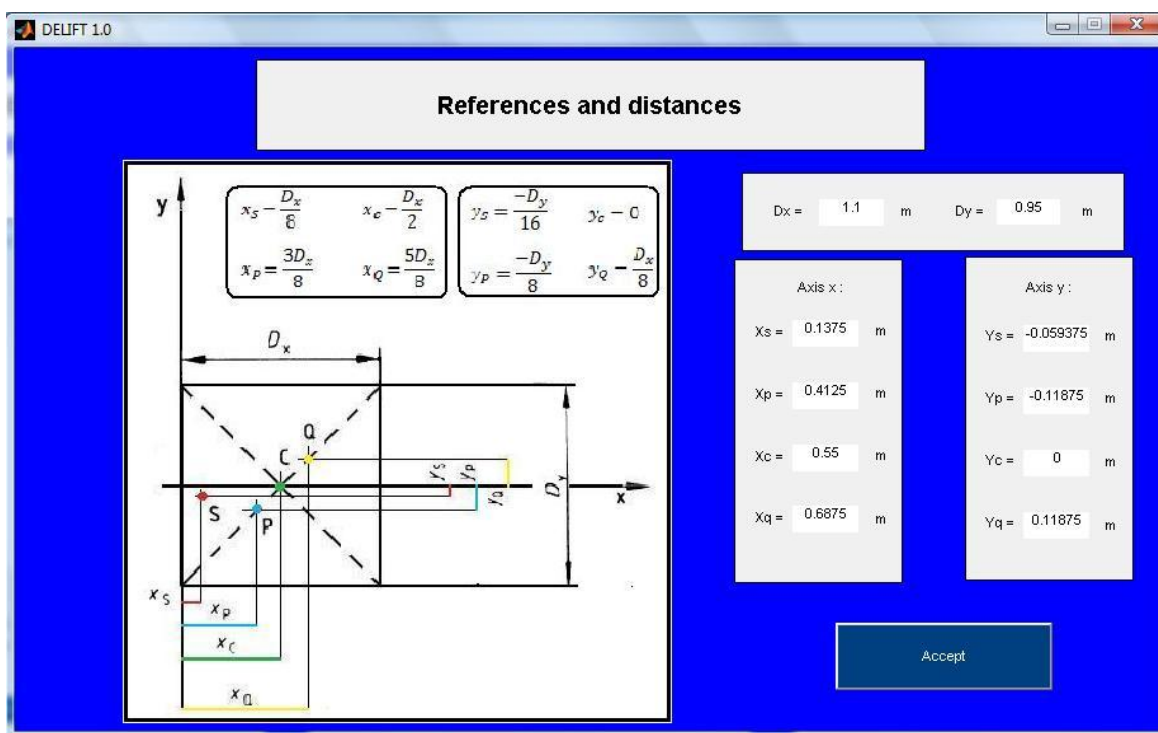 DELIFT 1.0
References and distances
y
x_S − D_x/8    x_c − D_x/2
x_P = 3D_x/8    x_Q = 5D_x/8
y_S = −D_y/16    y_c − 0
y_P = −D_y/8    y_Q − D_x/8
D_x
Q
C
y_S y_P y_Q
D_y
x
S
P
x_S
x_P
x_C
x_Q
Dx = 1.1 m Dy = 0.95 m
Axis x :
Xs = 0.1375 m
Xp = 0.4125 m
Xc = 0.55 m
Xq = 0.6875 m
Axis y :
Ys = -0.059375 m
Yp = -0.11875 m
Yc = 0 m
Yq = 0.11875 m
Accept